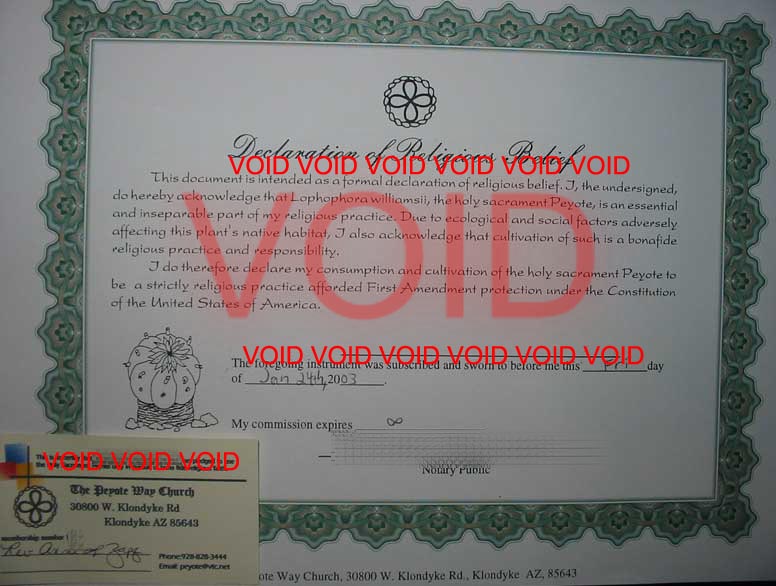 Declaration of Religious Belief
VOID VOID VOID VOID VOID VOID
This document is intended as a formal declaration of religious belief. I, the undersigned,
do hereby acknowledge that Lophophora williamsii, the holy sacrament Peyote, is an essential
and inseparable part of my religious practice. Due to ecological and social factors adversely
affecting this plant's native habitat, I also acknowledge that cultivation of such is a bonafide
religious practice and responsibility.
VOID
I do therefore declare my consumption and cultivation of the holy sacrament Peyote to
be a strictly religious practice afforded First Amendment protection under the Constitution
of the United States of America.
VOID VOID VOID VOID VOID VOID
The foregoing instrument was subscribed and sworn to before me this day
of Jan 24th, 2003.
My commission expires ∞
Notary Public
VOID VOID VOID
The Peyote Way Church
30800 W. Klondyke Rd
Klondyke AZ 85643
membership number
Rev.
Phone:928-828-3444
Email: peyote@vtc.net
ote Way Church, 30800 W. Klondyke Rd., Klondyke AZ, 85643